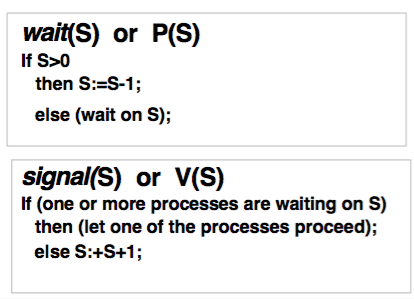 wait(S) or P(S)
If S>0
then S:=S-1;
else (wait on S);
signal(S) or V(S)
If (one or more processes are waiting on S)
then (let one of the processes proceed);
else S:+S+1;